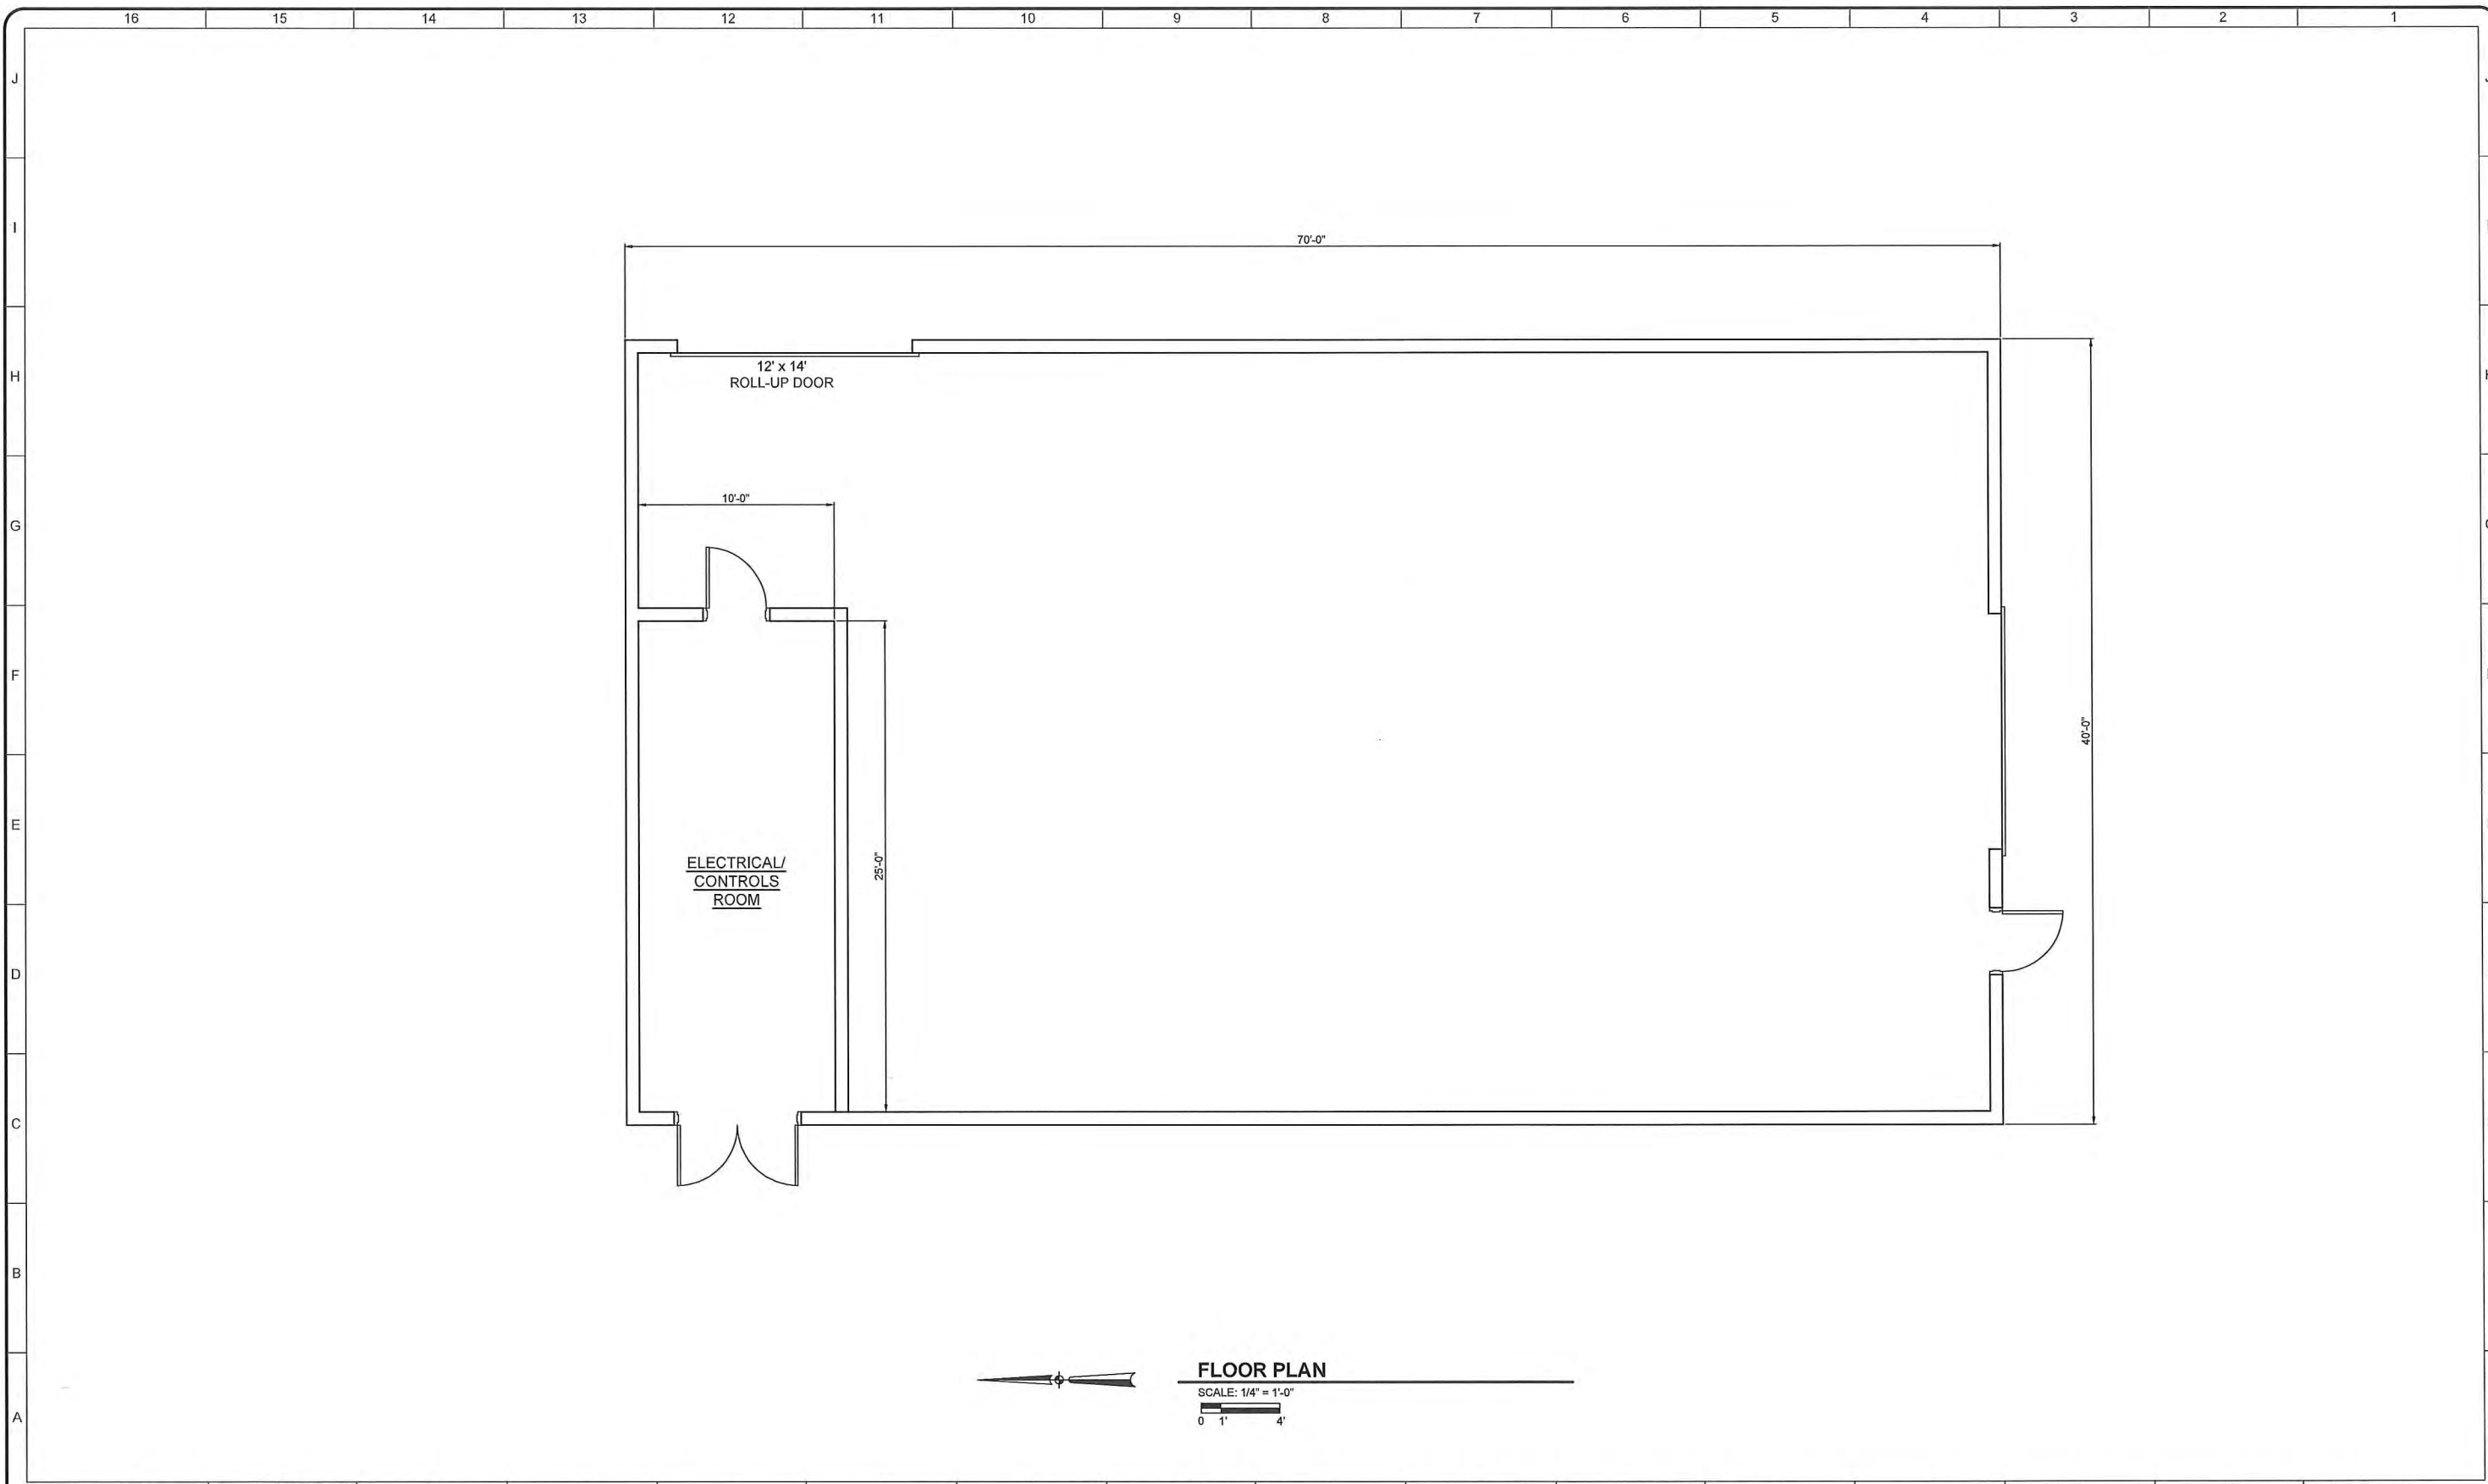 16 15 14 13 12 11 10 9 8 7 6 5 4 3 2 1
J
I
70'-0"
H
12' x 14'
ROLL-UP DOOR
10'-0"
G
F
40'-0"
E
ELECTRICAL/
CONTROLS
ROOM
25'-0"
D
C
B
FLOOR PLAN
SCALE: 1/4" = 1'-0"
0 1' 4'
A